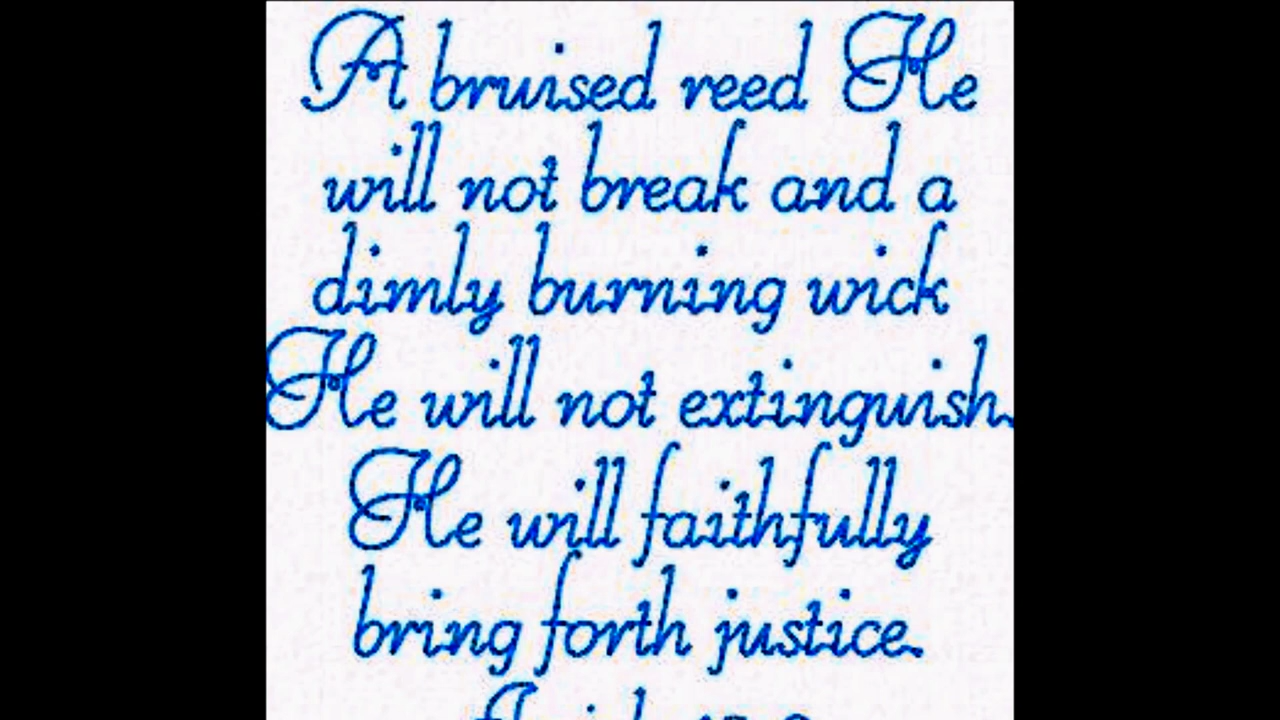 A bruised reed He
will not break and a
dimly burning wick
He will not extinguish.
He will faithfully
bring forth justice.